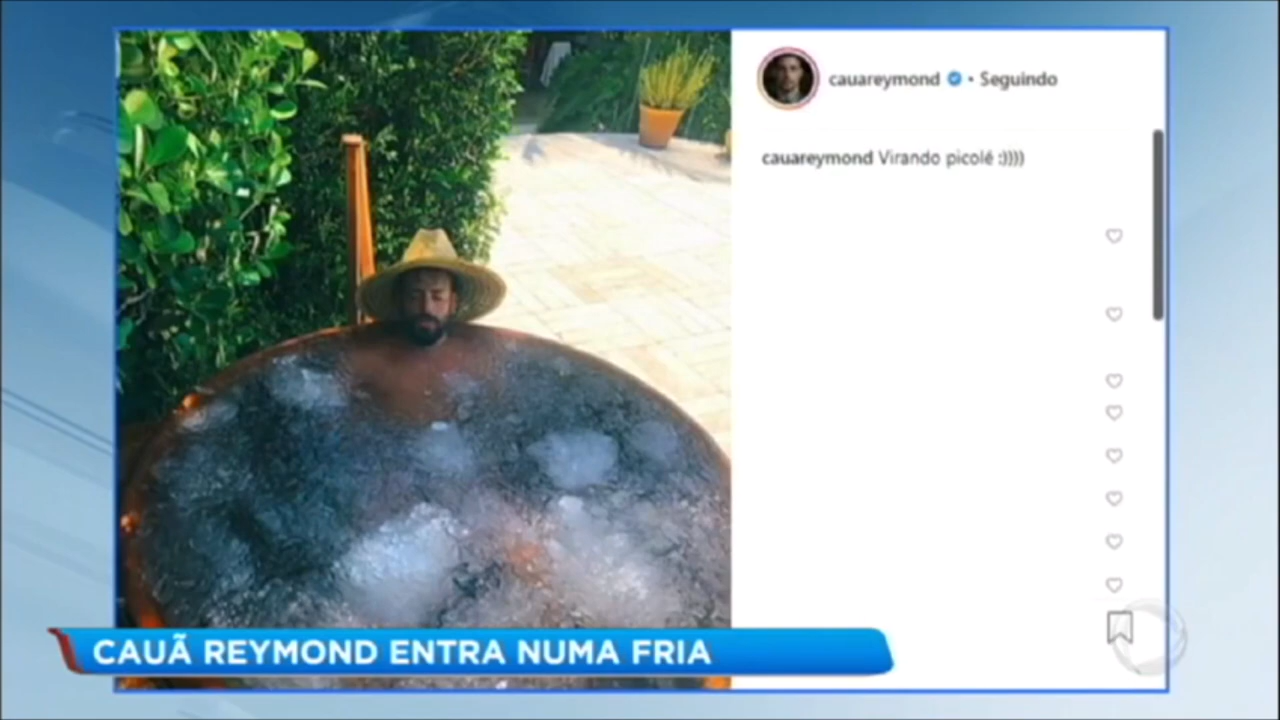 cauareymond • Seguindo
cauareymond Virando picolé :))))
CAUÃ REYMOND ENTRA NUMA FRIA